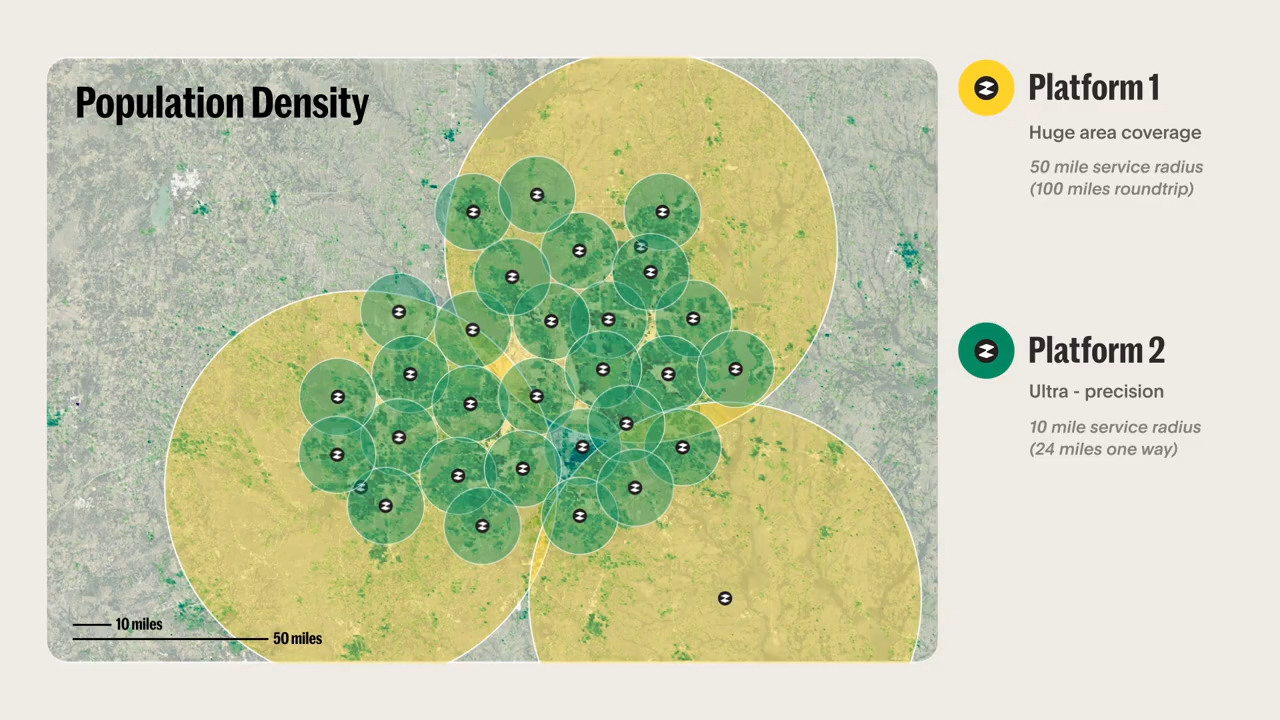 Population Density
10 miles
50 miles
Platform 1
Huge area coverage
50 mile service radius
(100 miles roundtrip)
Platform 2
Ultra - precision
10 mile service radius
(24 miles one way)